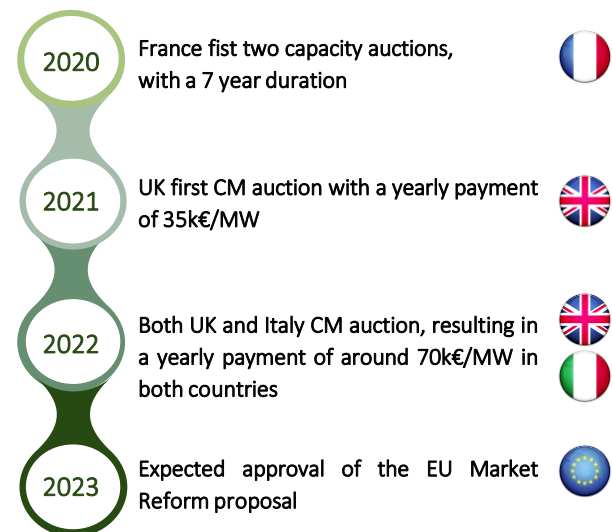 2020
France fist two capacity auctions,
with a 7 year duration
2021
UK first CM auction with a yearly payment
of 35k€/MW
2022
Both UK and Italy CM auction, resulting in
a yearly payment of around 70k€/MW in
both countries
2023
Expected approval of the EU Market
Reform proposal